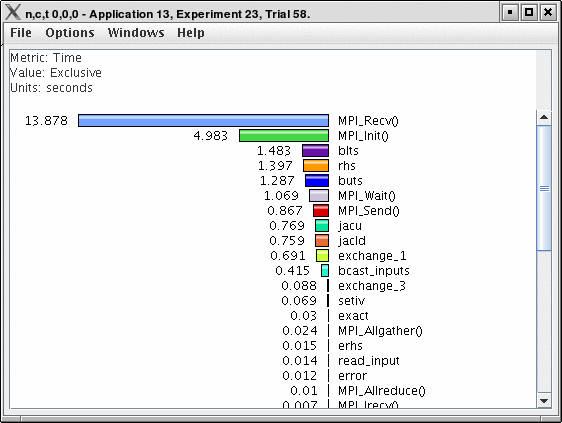 n,c,t 0,0,0 - Application 13, Experiment 23, Trial 58.
File Options Windows Help
Metric: Time
Value: Exclusive
Units: seconds
13.878 MPI_Recv()
4.983 MPI_Init()
1.483 blts
1.397 rhs
1.287 buts
1.069 MPI_Wait()
0.867 MPI_Send()
0.769 jacu
0.759 jacld
0.691 exchange_1
0.415 bcast_inputs
0.088 exchange_3
0.069 setiv
0.03 exact
0.024 MPI_Allgather()
0.015 erhs
0.014 read_input
0.012 error
0.01 MPI_Allreduce()
0.007 MPI_Irecv()